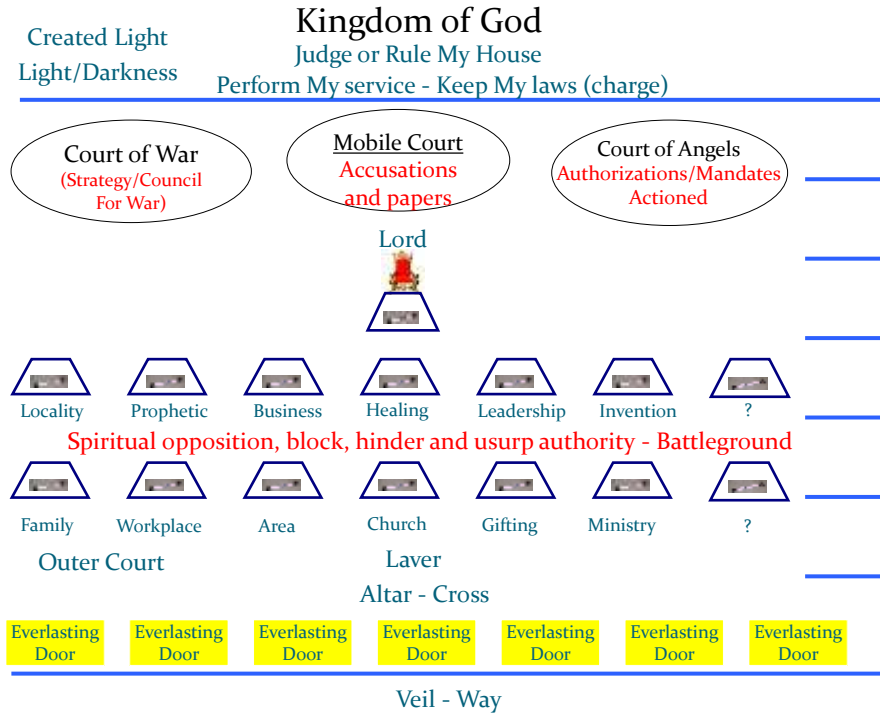 Kingdom of God
Created Light
Light/Darkness
Judge or Rule My House
Perform My service - Keep My laws (charge)
Court of War
(Strategy/Council
For War)
Mobile Court
Accusations
and papers
Court of Angels
Authorizations/Mandates
Actioned
Lord
Locality Prophetic Business Healing Leadership Invention ?
Spiritual opposition, block, hinder and usurp authority - Battleground
Family Workplace Area Church Gifting Ministry ?
Outer Court Laver
Altar - Cross
Everlasting Everlasting Everlasting Everlasting Everlasting Everlasting Everlasting
Door Door Door Door Door Door Door
Veil - Way